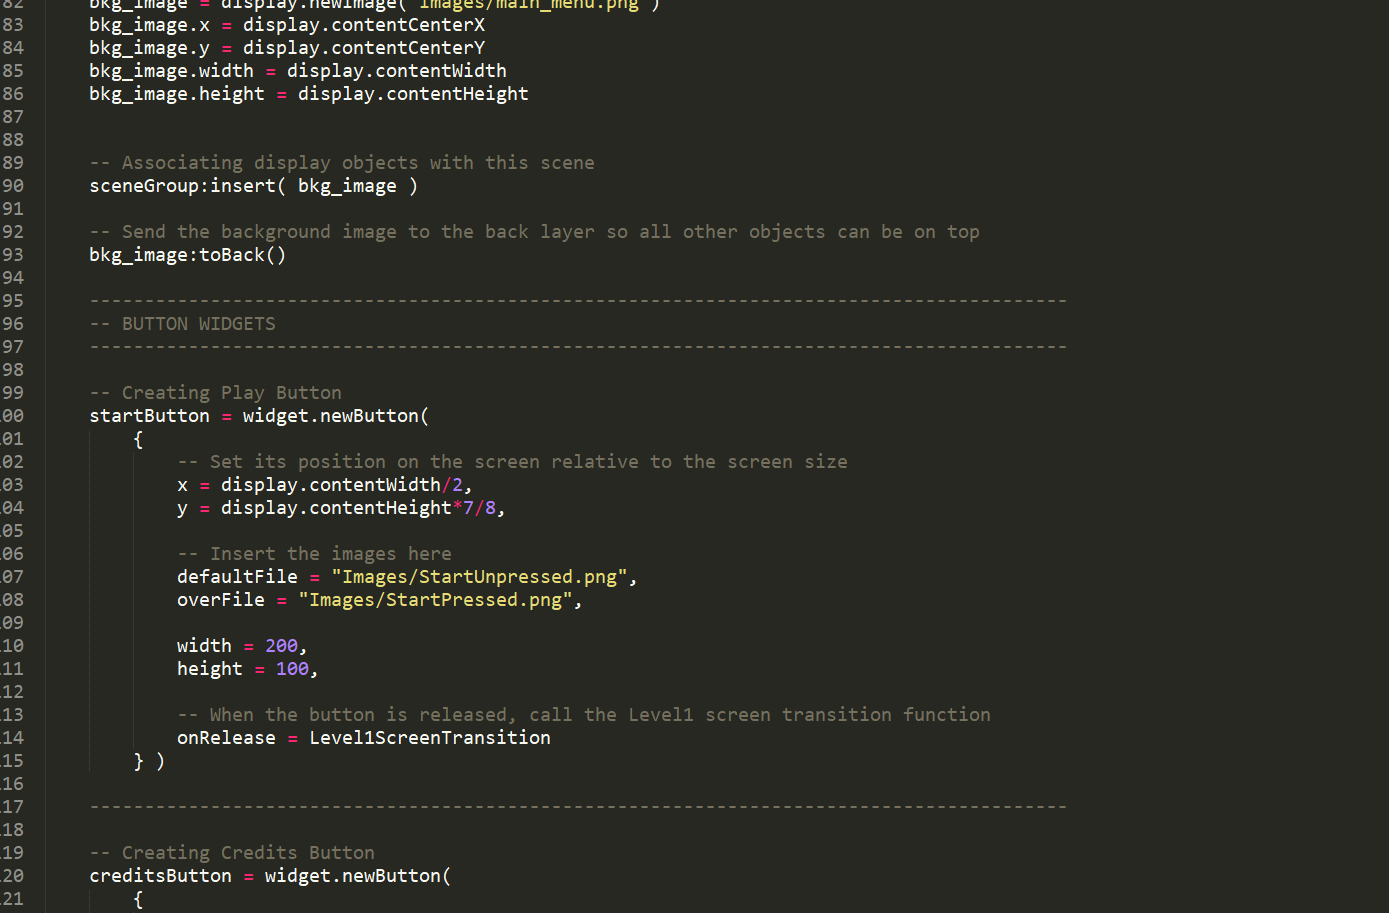 82 bkg_image = display.newImage( "Images/main_menu.png" )
83 bkg_image.x = display.contentCenterX
84 bkg_image.y = display.contentCenterY
85 bkg_image.width = display.contentWidth
86 bkg_image.height = display.contentHeight
87
88
89 -- Associating display objects with this scene
90 sceneGroup:insert( bkg_image )
91
92 -- Send the background image to the back layer so all other objects can be on top
93 bkg_image:toBack()
94
95 -----------------------------------------------------------------------------------------
96 -- BUTTON WIDGETS
97 -----------------------------------------------------------------------------------------
98
99 -- Creating Play Button
00 startButton = widget.newButton(
01 {
02 -- Set its position on the screen relative to the screen size
03 x = display.contentWidth/2,
04 y = display.contentHeight*7/8,
05
06 -- Insert the images here
07 defaultFile = "Images/StartUnpressed.png",
08 overFile = "Images/StartPressed.png",
09
10 width = 200,
11 height = 100,
12
13 -- When the button is released, call the Level1 screen transition function
14 onRelease = Level1ScreenTransition
15 } )
16
17 -----------------------------------------------------------------------------------------
18
19 -- Creating Credits Button
20 creditsButton = widget.newButton(
21 {